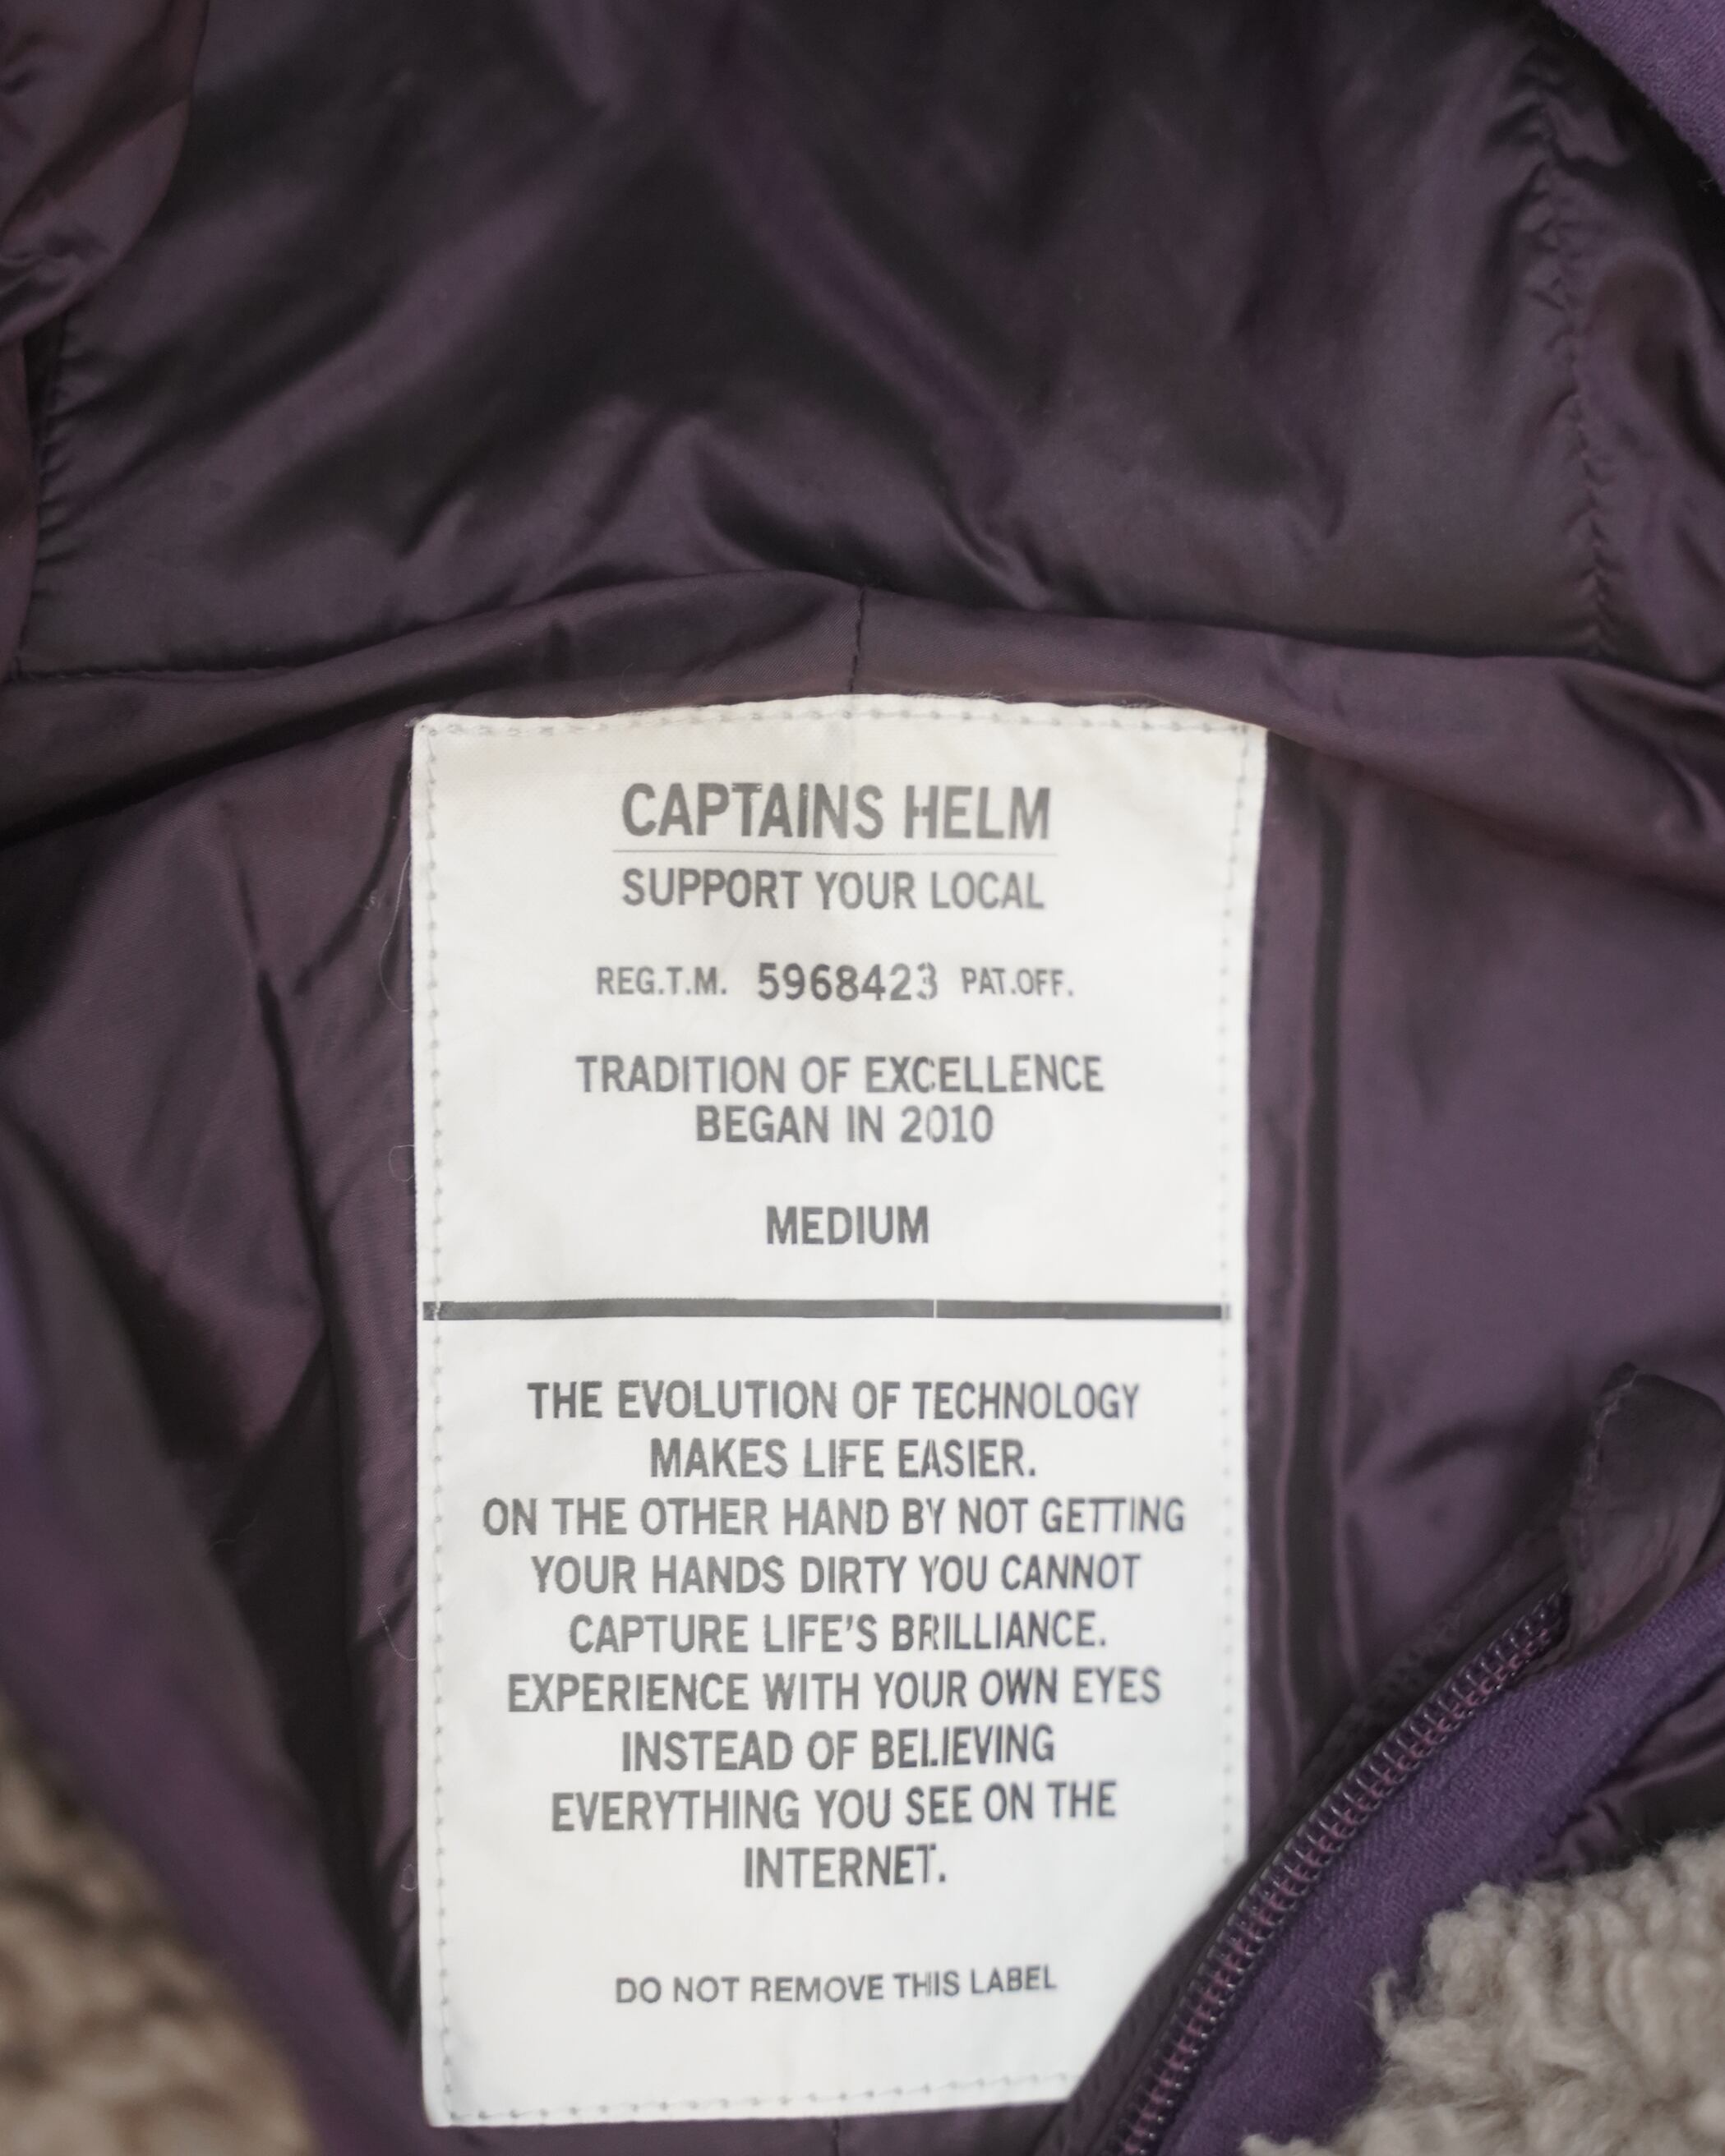 CAPTAINS HELM
SUPPORT YOUR LOCAL
REG.T.M. 5968423 PAT.OFF.
TRADITION OF EXCELLENCE
BEGAN IN 2010
MEDIUM
THE EVOLUTION OF TECHNOLOGY
MAKES LIFE EASIER.
ON THE OTHER HAND BY NOT GETTING
YOUR HANDS DIRTY YOU CANNOT
CAPTURE LIFE'S BRILLIANCE.
EXPERIENCE WITH YOUR OWN EYES
INSTEAD OF BELIEVING
EVERYTHING YOU SEE ON THE
INTERNET.
DO NOT REMOVE THIS LABEL